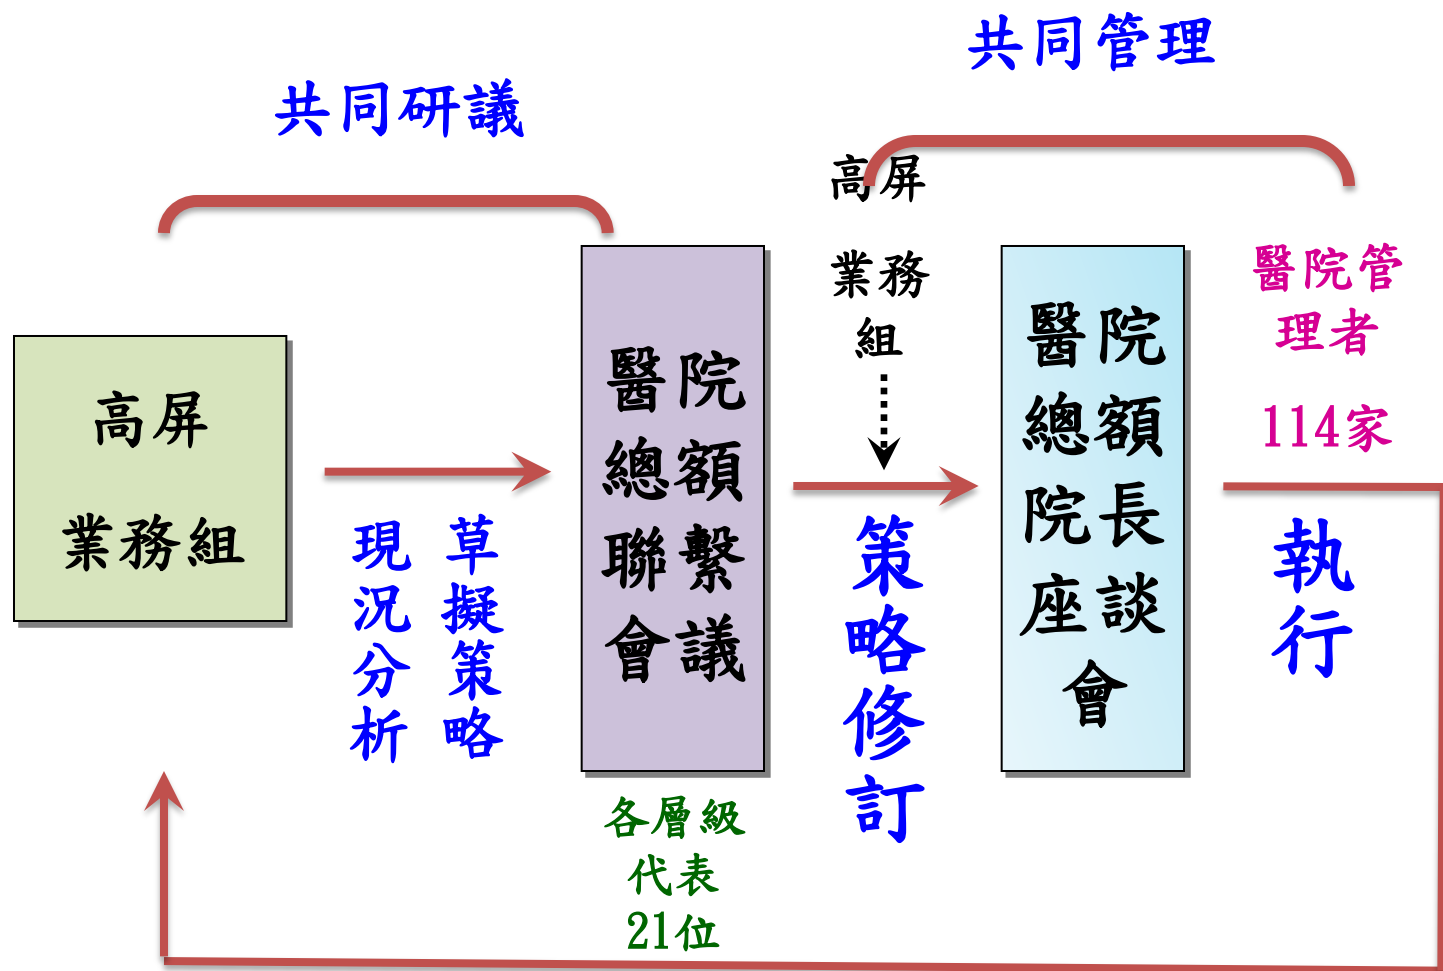 共同管理
共同研議
高屏
業務
組
高屏
業務組
現況分析
草擬策略
醫院
總額
聯繫
會議
各層級
代表
21位
策略修訂
醫院
總額
院長
座談
會
醫院管
理者
114家
執行